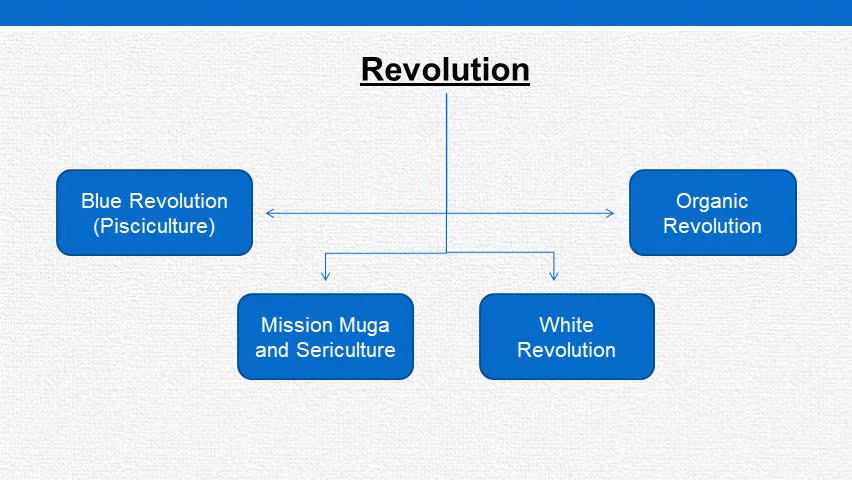 Revolution
Blue Revolution
(Pisciculture)
Organic
Revolution
Mission Muga
and Sericulture
White
Revolution